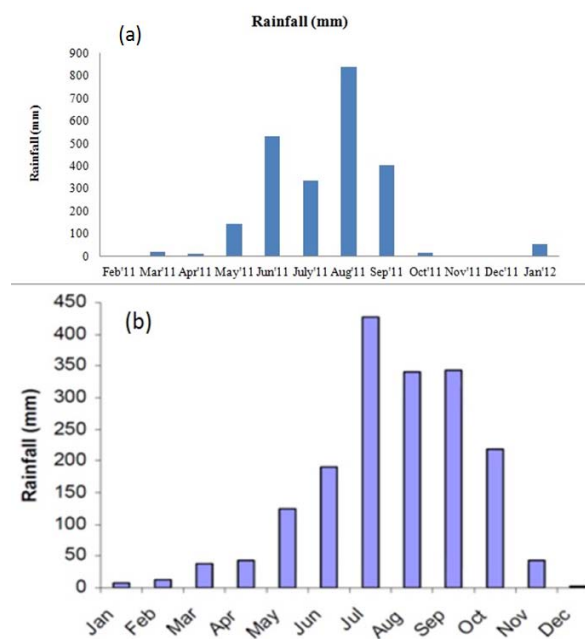 Rainfall (mm)
(a)
Rainfall (mm)
900
800
700
600
500
400
300
200
100
0
Feb'11 Mar'11 Apr'11 May'11 Jun'11 July'11 Aug'11 Sep'11 Oct'11 Nov'11 Dec'11 Jan'12
(b)
Rainfall (mm)
450
400
350
300
250
200
150
100
50
0
Jan Feb Mar Apr May Jun Jul Aug Sep Oct Nov Dec